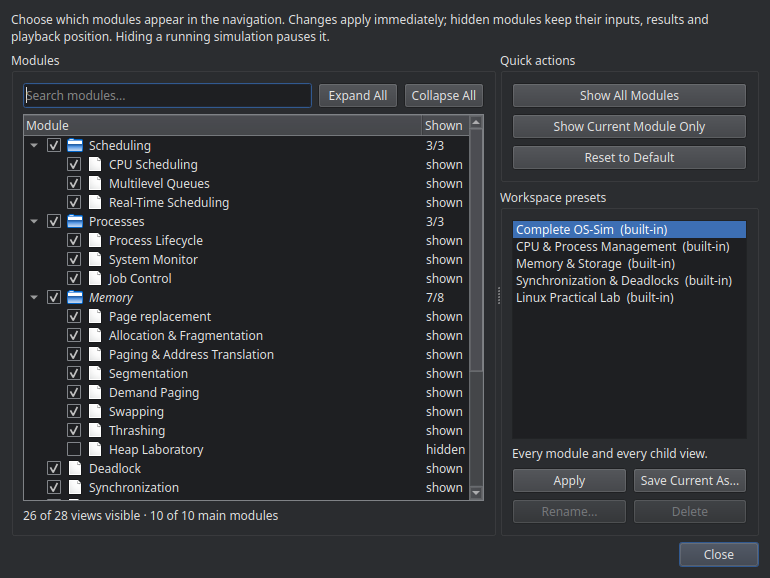 Choose which modules appear in the navigation. Changes apply immediately; hidden modules keep their inputs, results and
playback position. Hiding a running simulation pauses it.
Modules
Search modules...
Expand All
Collapse All
Module Shown
Scheduling 3/3
CPU Scheduling shown
Multilevel Queues shown
Real-Time Scheduling shown
Processes 3/3
Process Lifecycle shown
System Monitor shown
Job Control shown
Memory 7/8
Page replacement shown
Allocation & Fragmentation shown
Paging & Address Translation shown
Segmentation shown
Demand Paging shown
Swapping shown
Thrashing shown
Heap Laboratory hidden
Deadlock shown
Synchronization shown
26 of 28 views visible · 10 of 10 main modules
Quick actions
Show All Modules
Show Current Module Only
Reset to Default
Workspace presets
Complete OS-Sim (built-in)
CPU & Process Management (built-in)
Memory & Storage (built-in)
Synchronization & Deadlocks (built-in)
Linux Practical Lab (built-in)
Every module and every child view.
Apply
Save Current As...
Rename...
Delete
Close